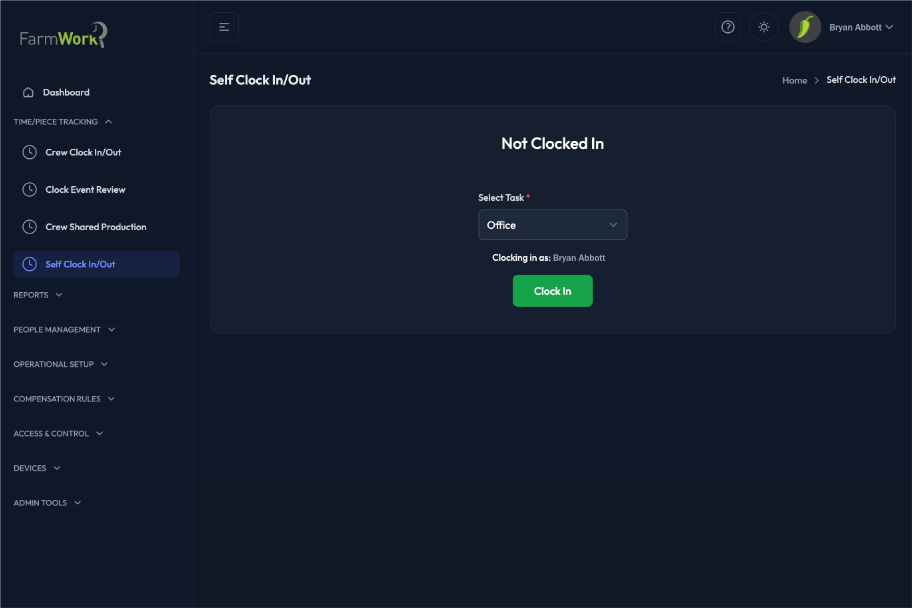 FarmWork
Bryan Abbott
Dashboard
TIME/PIECE TRACKING
Crew Clock In/Out
Clock Event Review
Crew Shared Production
Self Clock In/Out
REPORTS
PEOPLE MANAGEMENT
OPERATIONAL SETUP
COMPENSATION RULES
ACCESS & CONTROL
DEVICES
ADMIN TOOLS
Self Clock In/Out
Home > Self Clock In/Out
Not Clocked In
Select Task *
Office
Clocking in as: Bryan Abbott
Clock In